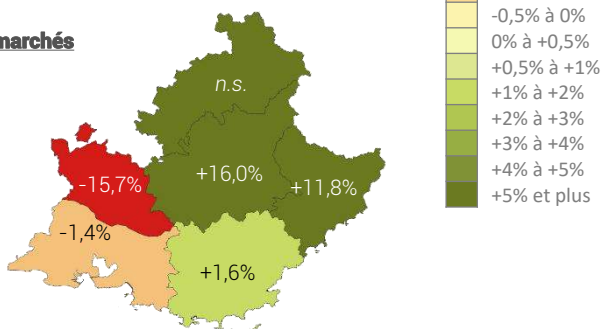 marchés
n.s.
-15,7%
+16,0%
+11,8%
-1,4%
+1,6%
-0,5% à 0%
0% à +0,5%
+0,5% à +1%
+1% à +2%
+2% à +3%
+3% à +4%
+4% à +5%
+5% et plus